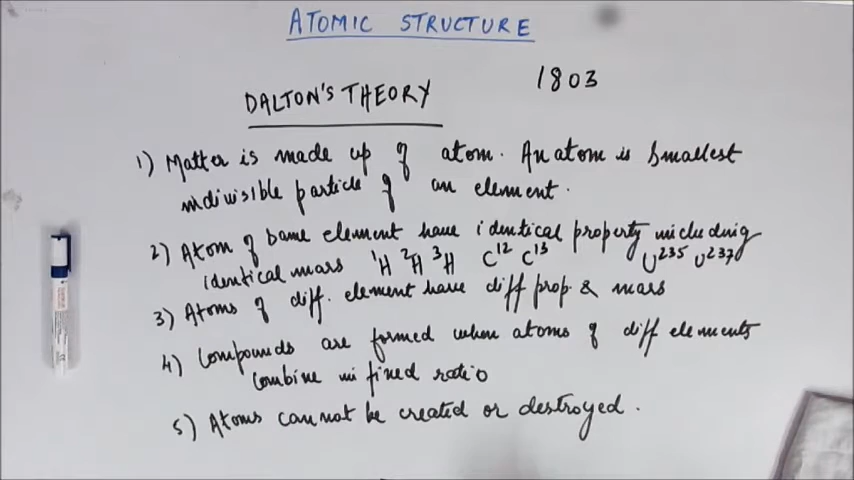 ATOMIC STRUCTURE
DALTON'S THEORY 1803
1) Matter is made up of atom. An atom is smallest
indivisible particle of an element.
2) Atom of same element have identical property including
identical mass ¹H ²H ³H C¹² C¹³ U²³⁵ U²³⁷
3) Atoms of diff. element have diff prop & mass
4) Compounds are formed when atoms of diff elements
combine in fixed ratio
5) Atoms cannot be created or destroyed.